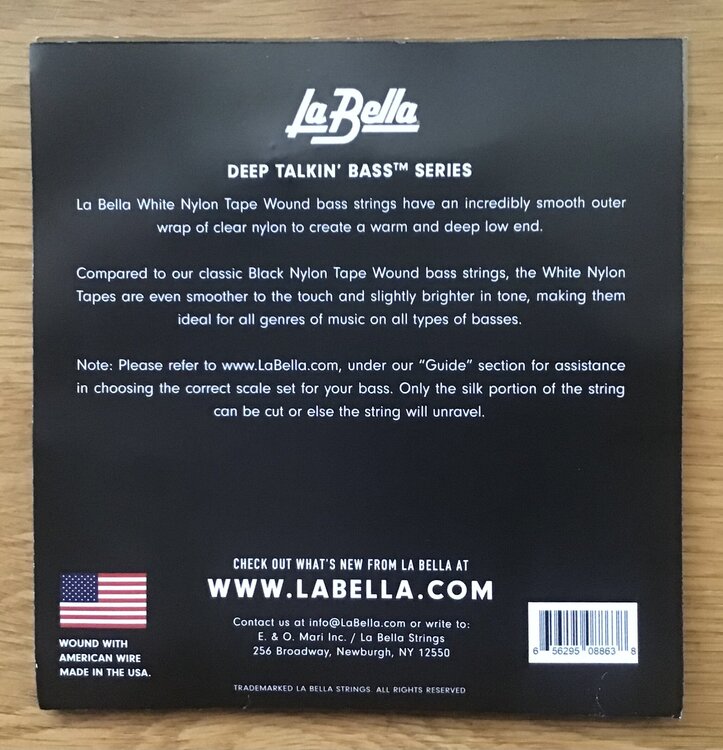 La Bella
DEEP TALKIN' BASS™ SERIES
La Bella White Nylon Tape Wound bass strings have an incredibly smooth outer
wrap of clear nylon to create a warm and deep low end.
Compared to our classic Black Nylon Tape Wound bass strings, the White Nylon
Tapes are even smoother to the touch and slightly brighter in tone, making them
ideal for all genres of music on all types of basses.
Note: Please refer to www.LaBella.com, under our "Guide" section for assistance
in choosing the correct scale set for your bass. Only the silk portion of the string
can be cut or else the string will unravel.
CHECK OUT WHAT'S NEW FROM LA BELLA AT
WWW.LABELLA.COM
Contact us at info@LaBella.com or write to:
E. & O. Mari Inc. / La Bella Strings
256 Broadway, Newburgh, NY 12550
TRADEMARKED LA BELLA STRINGS. ALL RIGHTS RESERVED
WOUND WITH
AMERICAN WIRE
MADE IN THE USA.
6 56295 08863 8